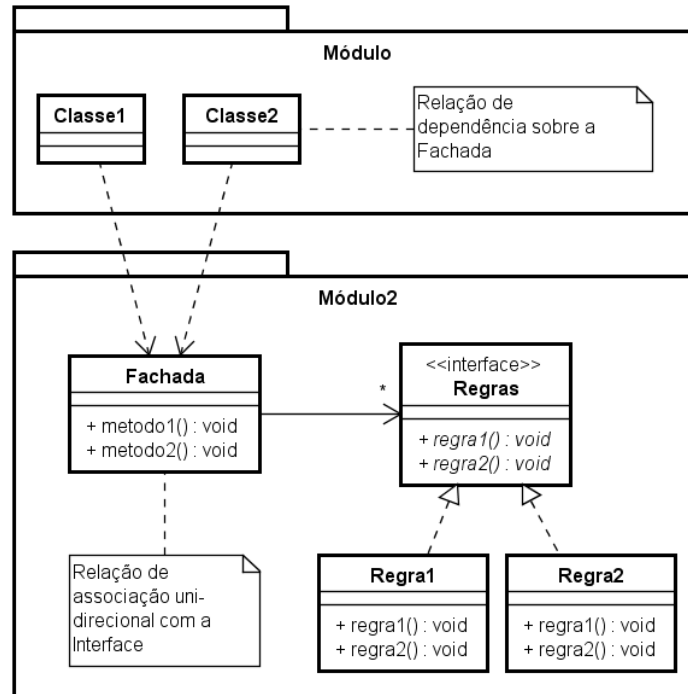 Módulo
Classe1
Classe2
Relação de
dependência sobre a
Fachada
Módulo2
Fachada
+ metodo1() : void
+ metodo2() : void
*
<<interface>>
Regras
+ regra1() : void
+ regra2() : void
Relação de
associação uni-
direcional com a
Interface
Regra1
+ regra1() : void
+ regra2() : void
Regra2
+ regra1() : void
+ regra2() : void